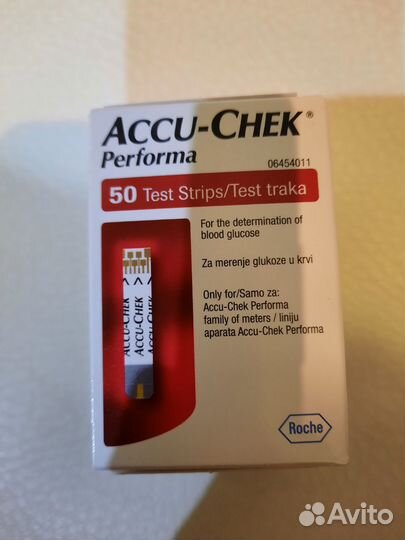 ACCU-CHEK®
Performa
06454011
50 Test Strips/Test traka
For the determination of
blood glucose
Za merenje glukoze u krvi
Only for/Samo za:
Accu-Chek Performa
family of meters / liniju
aparata Accu-Chek Performa
ACCU-CHEK
ACCU-CHEK
ACCU-CHEK
Roche
Avito